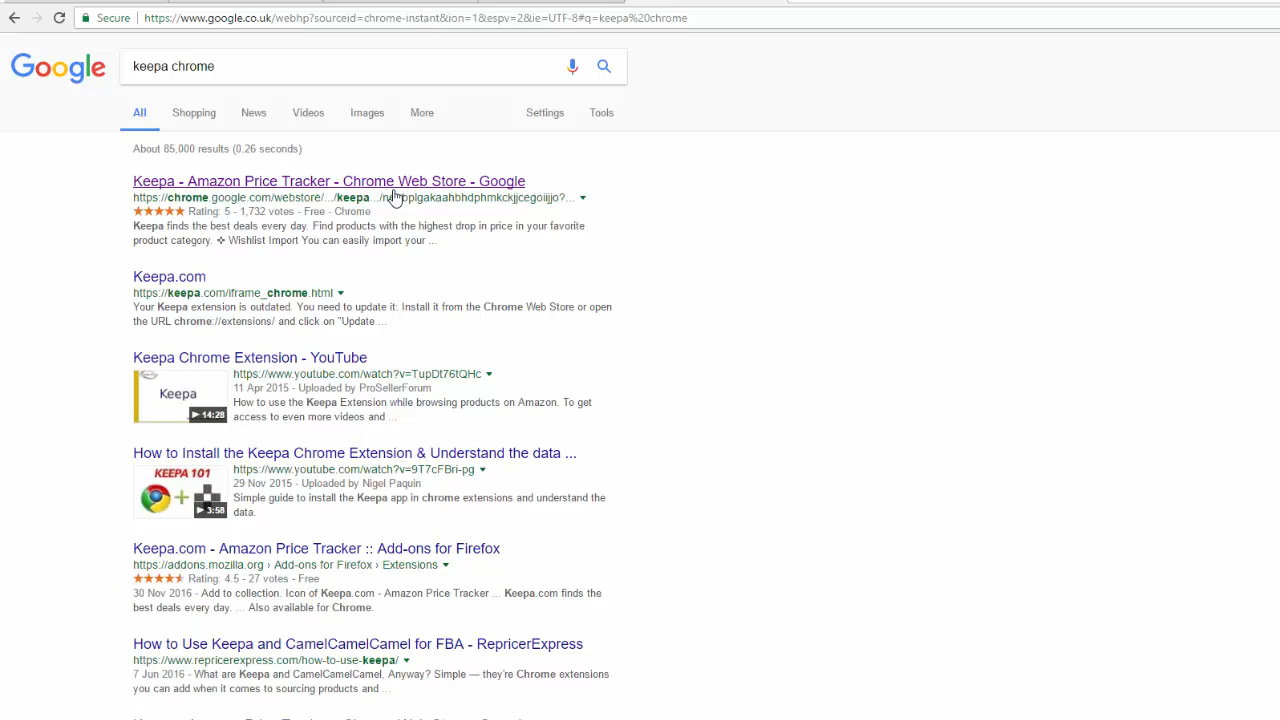 Secure https://www.google.co.uk/webhp?sourceid=chrome-instant&ion=1&espv=2&ie=UTF-8#q=keepa%20chrome
Google
keepa chrome
All Shopping News Videos Images More Settings Tools
About 85,000 results (0.26 seconds)
Keepa - Amazon Price Tracker - Chrome Web Store - Google
https://chrome.google.com/webstore/.../keepa...
Rating: 5 - 1,732 votes - Free - Chrome
Keepa finds the best deals every day. Find products with the highest drop in price in your favorite
product category. ✣ Wishlist Import You can easily import your ...
Keepa.com
https://keepa.com/iframe_chrome.html
Your Keepa extension is outdated. You need to update it: Install it from the Chrome Web Store or open
the URL chrome://extensions/ and click on "Update ...
Keepa Chrome Extension - YouTube
https://www.youtube.com/watch?v=TupDt76tQHc
11 Apr 2015 - Uploaded by ProSellerForum
How to use the Keepa Extension while browsing products on Amazon. To get
access to even more videos and ...
Keepa
14:28
How to Install the Keepa Chrome Extension & Understand the data ...
https://www.youtube.com/watch?v=9T7cFBri-pg
29 Nov 2015 - Uploaded by Nigel Paquin
Simple guide to install the Keepa app in chrome extensions and understand the
data.
KEEPA 101
3:58
Keepa.com - Amazon Price Tracker :: Add-ons for Firefox
https://addons.mozilla.org › Add-ons for Firefox › Extensions
Rating: 4.5 - 27 votes - Free
30 Nov 2016 - Add to collection. Icon of Keepa.com - Amazon Price Tracker ... Keepa.com finds the
best deals every day. ... Also available for Chrome.
How to Use Keepa and CamelCamelCamel for FBA - RepricerExpress
https://www.repricerexpress.com/how-to-use-keepa/
7 Jun 2016 - What are Keepa and CamelCamelCamel, Anyway? Simple — they're Chrome extensions
you can add when it comes to sourcing products and ...